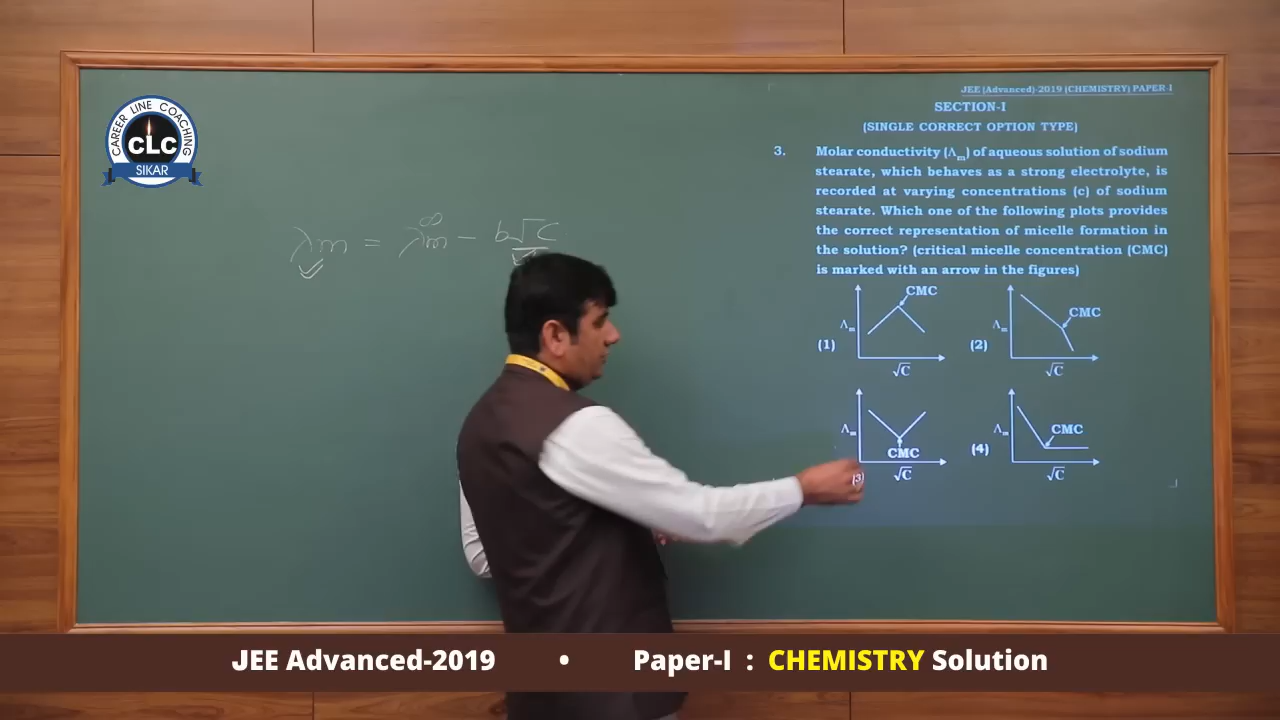 CAREER LINE COACHING
CLC
SIKAR
λm = λm∞ - b√C
JEE (Advanced)-2019 (CHEMISTRY) PAPER-I
SECTION-I
(SINGLE CORRECT OPTION TYPE)
3. Molar conductivity (Λm) of aqueous solution of sodium
stearate, which behaves as a strong electrolyte, is
recorded at varying concentrations (c) of sodium
stearate. Which one of the following plots provides
the correct representation of micelle formation in
the solution? (critical micelle concentration (CMC)
is marked with an arrow in the figures)
CMC
Λm
(1)
√C
CMC
Λm
(2)
√C
Λm
CMC
(3)
√C
Λm
CMC
(4)
√C
JEE Advanced-2019 • Paper-I : CHEMISTRY Solution